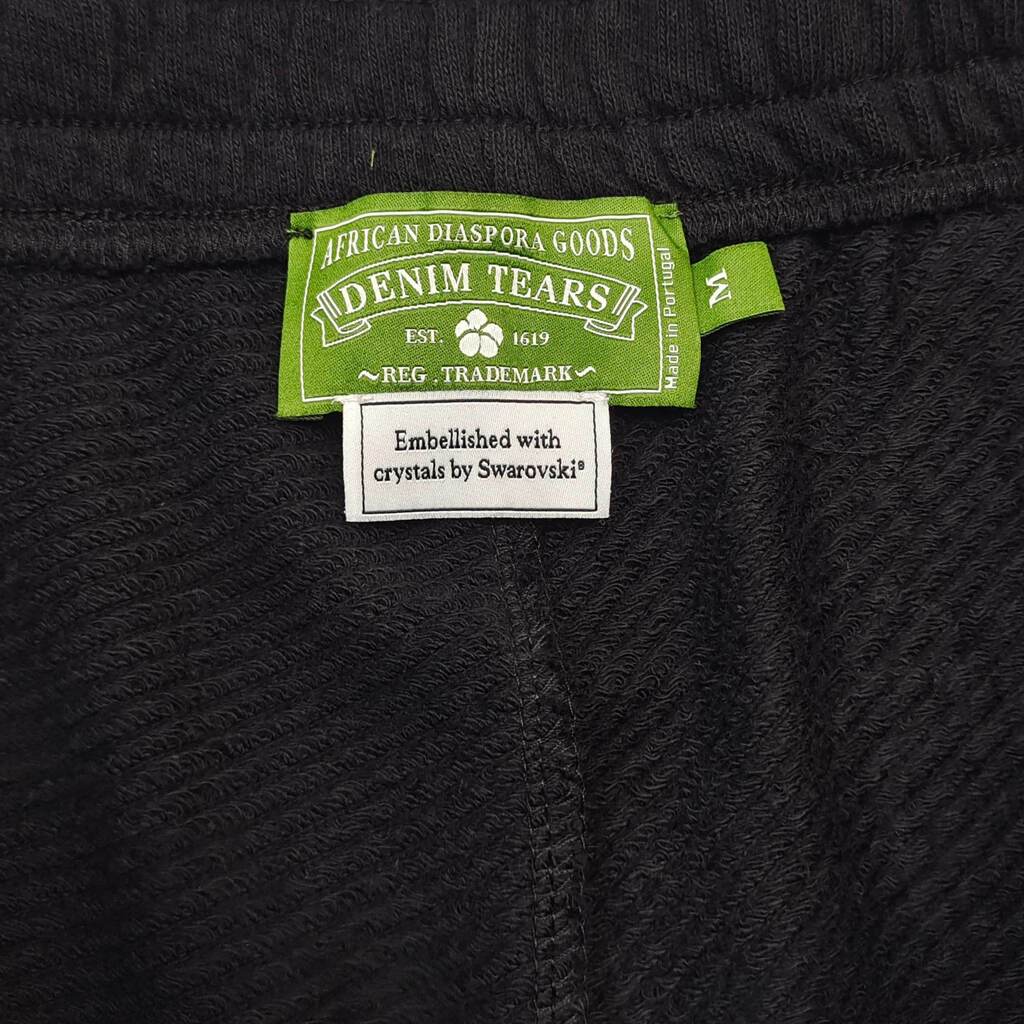 AFRICAN DIASPORA GOODS
DENIM TEARS
EST. 1619
~REG .TRADEMARK~
Made in Portugal
M
Embellished with
crystals by Swarovski®